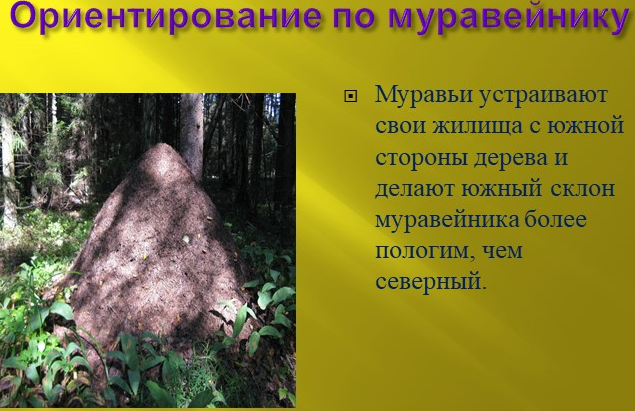 Ориентирование по муравейнику
Муравьи устраивают
свои жилища с южной
стороны дерева и
делают южный склон
муравейника более
пологим, чем
северный.